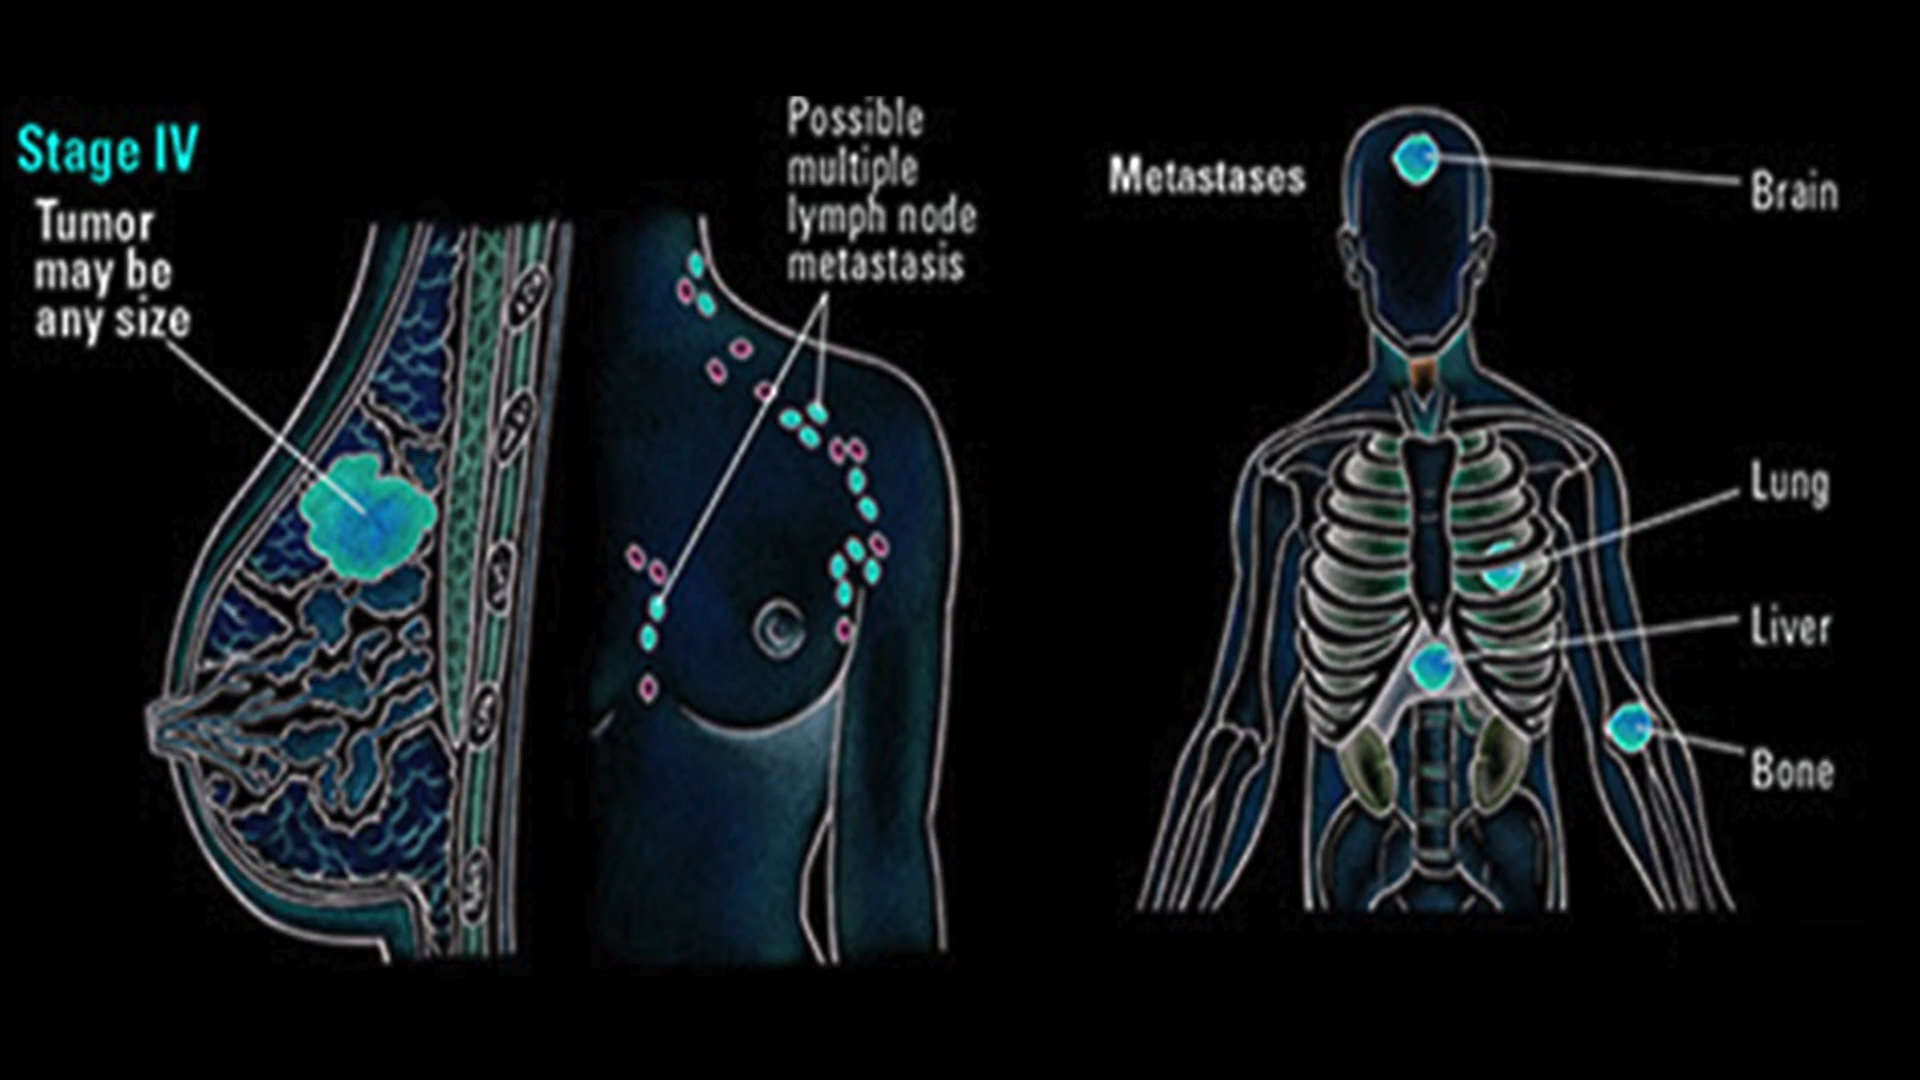 Stage IV
Tumor
may be
any size
Possible
multiple
lymph node
metastasis
Metastases
Brain
Lung
Liver
Bone